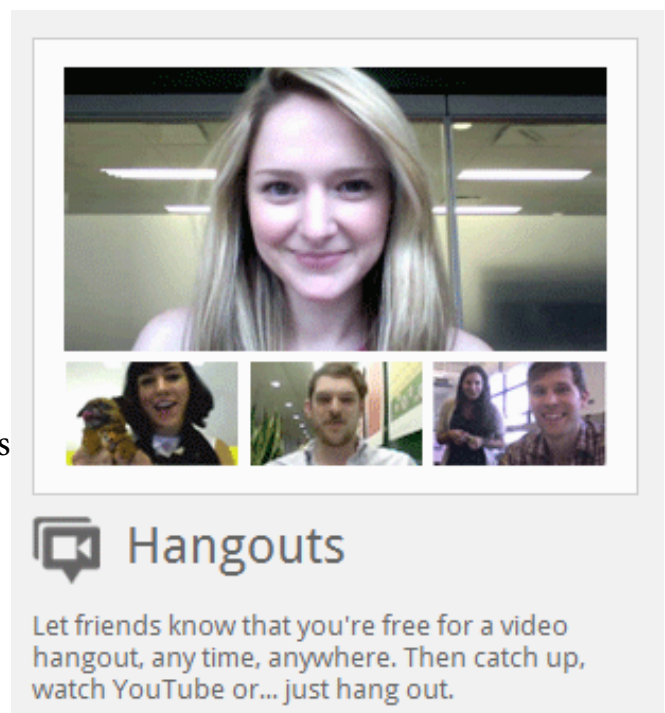 s
Hangouts
Let friends know that you're free for a video
hangout, any time, anywhere. Then catch up,
watch YouTube or... just hang out.